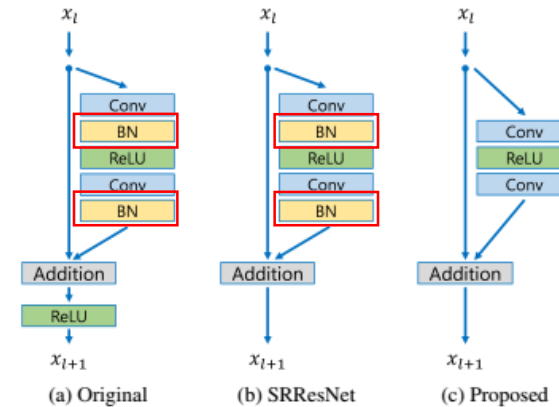 x_l
Conv
BN
ReLU
Conv
BN
Addition
ReLU
x_{l+1}
(a) Original
x_l
Conv
BN
ReLU
Conv
BN
Addition
x_{l+1}
(b) SRResNet
x_l
Conv
ReLU
Conv
Addition
x_{l+1}
(c) Proposed